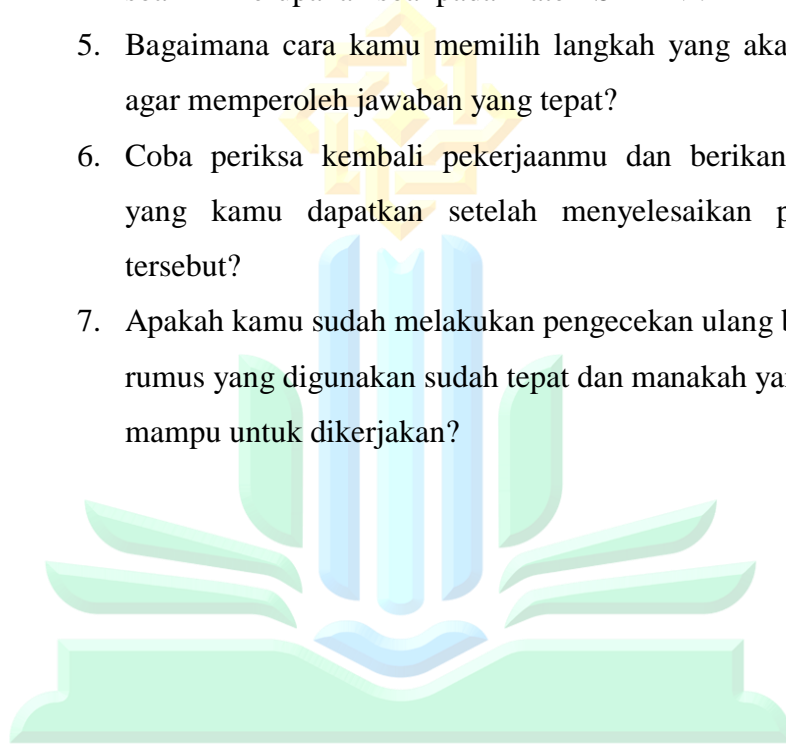 5. Bagaimana cara kamu memilih langkah yang aka
agar memperoleh jawaban yang tepat?
6. Coba periksa kembali pekerjaanmu dan berikan
yang kamu dapatkan setelah menyelesaikan p
tersebut?
7. Apakah kamu sudah melakukan pengecekan ulang b
rumus yang digunakan sudah tepat dan manakah ya
mampu untuk dikerjakan?